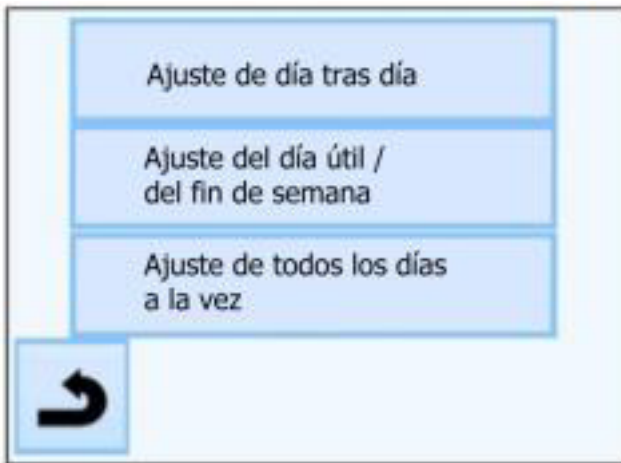 Ajuste de día tras día
Ajuste del día útil /
del fin de semana
Ajuste de todos los días
a la vez